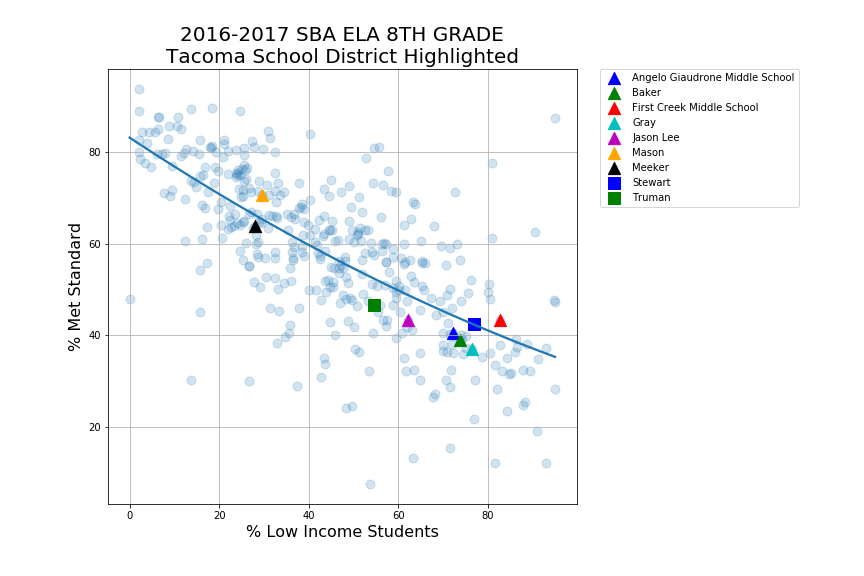 2016-2017 SBA ELA 8TH GRADE
Tacoma School District Highlighted
Angelo Giaudrone Middle School
Baker
First Creek Middle School
Gray
Jason Lee
Mason
Meeker
Stewart
Truman
% Met Standard
80
60
40
20
0 20 40 60 80
% Low Income Students